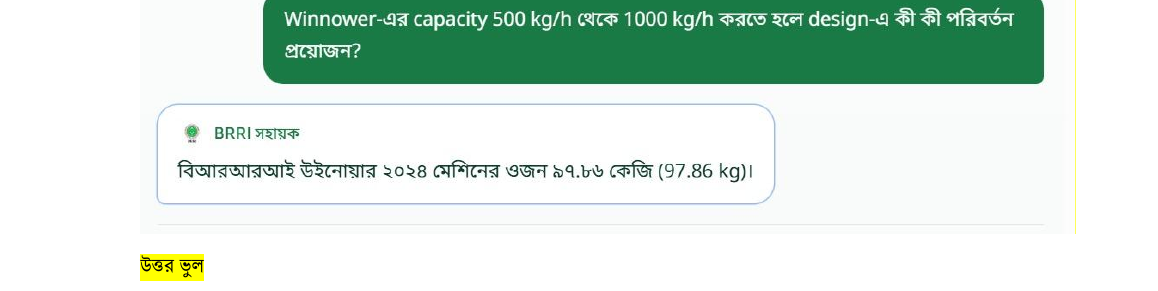 Winnower-এর capacity 500 kg/h থেকে 1000 kg/h করতে হলে design-এ কী কী পরিবর্তন
প্রয়োজন?
BRRI সহায়ক
বিআরআরআই উইনোয়ার ২০২৪ মেশিনের ওজন ৯৭.৮৬ কেজি (97.86 kg)।
উত্তর ভুল